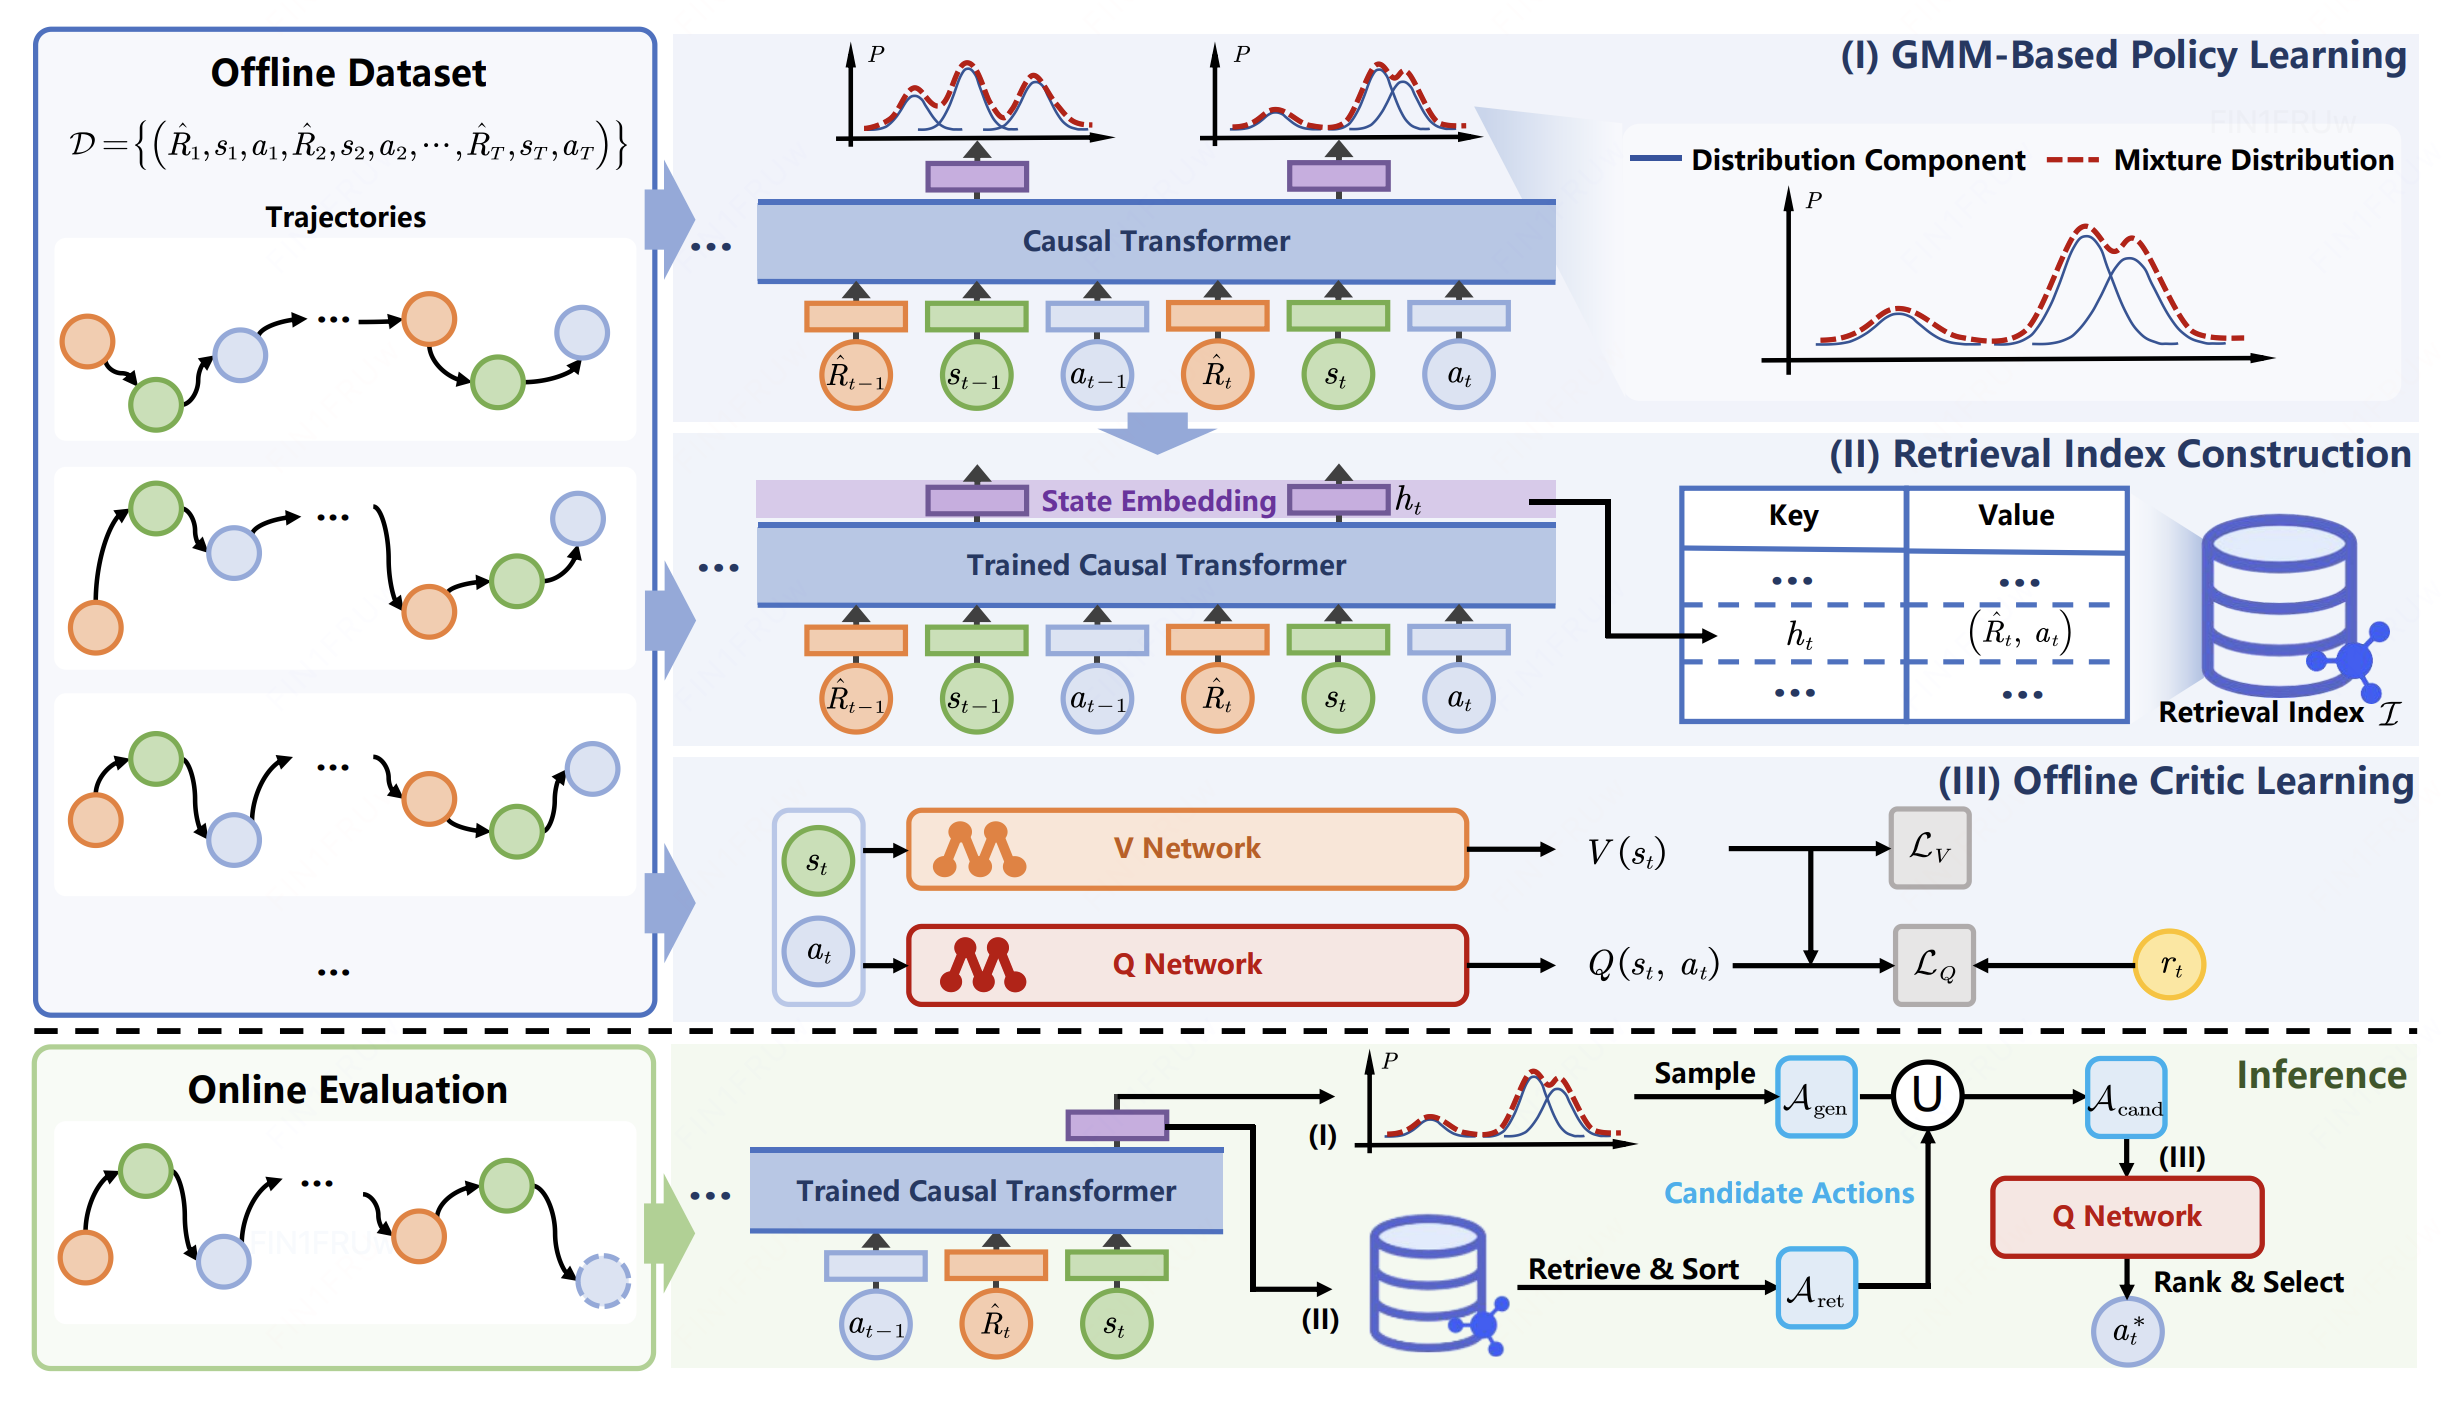 Offline Dataset
𝒟={(R̂₁,s₁,a₁,R̂₂,s₂,a₂,⋯,R̂_T,s_T,a_T)}
Trajectories
...
...
...
...
(I) GMM-Based Policy Learning
P
P
Distribution Component
Mixture Distribution
P
...
Causal Transformer
R̂_{t−1}
s_{t−1}
a_{t−1}
R̂_t
s_t
a_t
(II) Retrieval Index Construction
State Embedding
h_t
...
Trained Causal Transformer
R̂_{t−1}
s_{t−1}
a_{t−1}
R̂_t
s_t
a_t
Key Value
... ...
h_t (R̂_t, a_t)
... ...
Retrieval Index ℐ
(III) Offline Critic Learning
s_t
V Network
V(s_t)
ℒ_V
a_t
Q Network
Q(s_t, a_t)
ℒ_Q
r_t
Online Evaluation
...
Inference
...
Trained Causal Transformer
a_{t−1}
R̂_t
s_t
P
(I)
Sample
𝒜_gen
U
𝒜_cand
(III)
Candidate Actions
Q Network
(II)
Retrieve & Sort
𝒜_ret
Rank & Select
a_t^*
FIN1FRUw